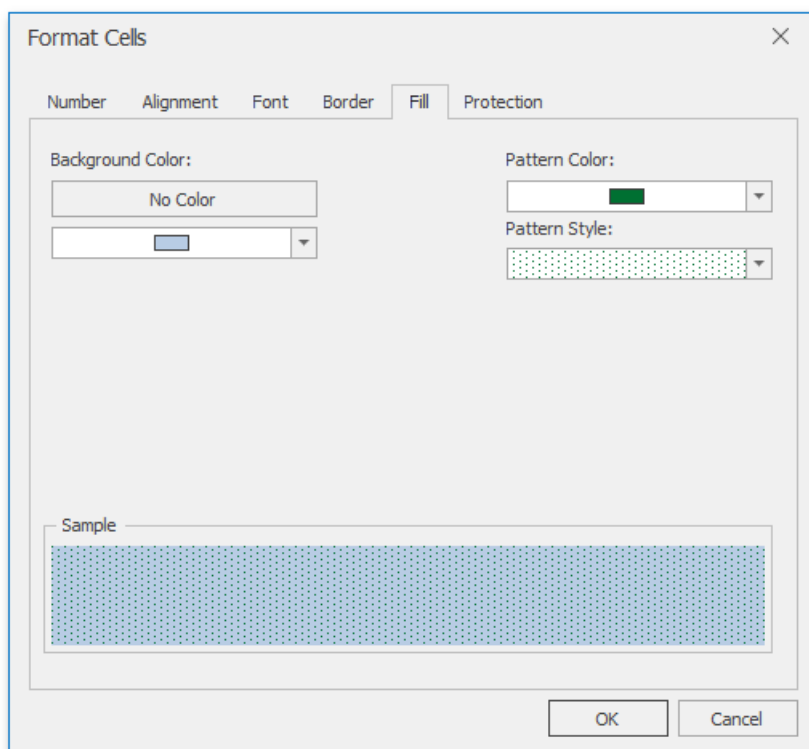 Format Cells
Number Alignment Font Border Fill Protection
Background Color:
No Color
Pattern Color:
Pattern Style:
Sample
OK Cancel